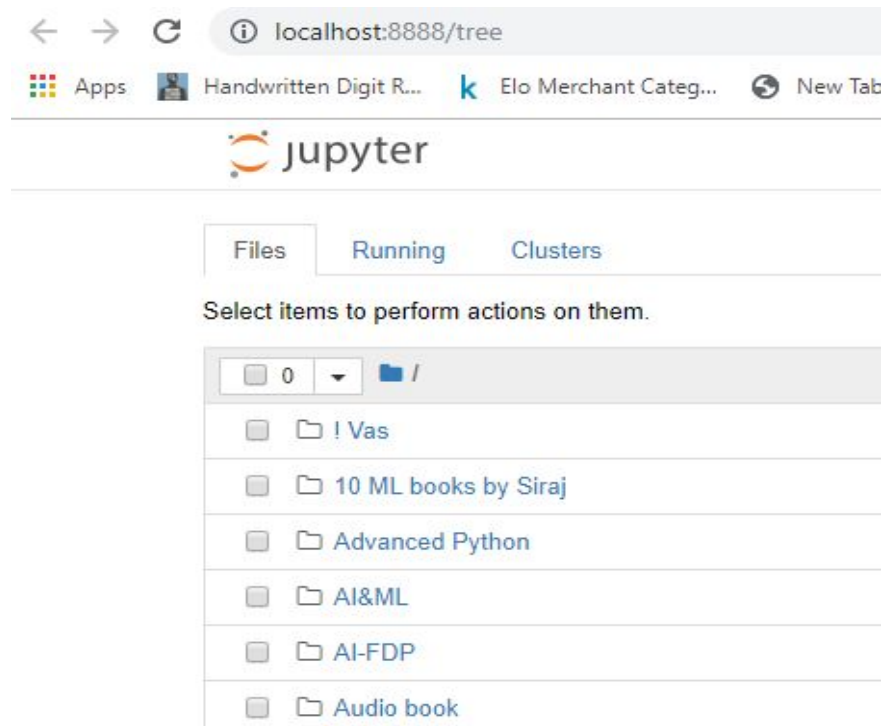 localhost:8888/tree
Apps Handwritten Digit R... k Elo Merchant Categ... New Tab
jupyter
Files Running Clusters
Select items to perform actions on them.
0 /
! Vas
10 ML books by Siraj
Advanced Python
AI&ML
AI-FDP
Audio book